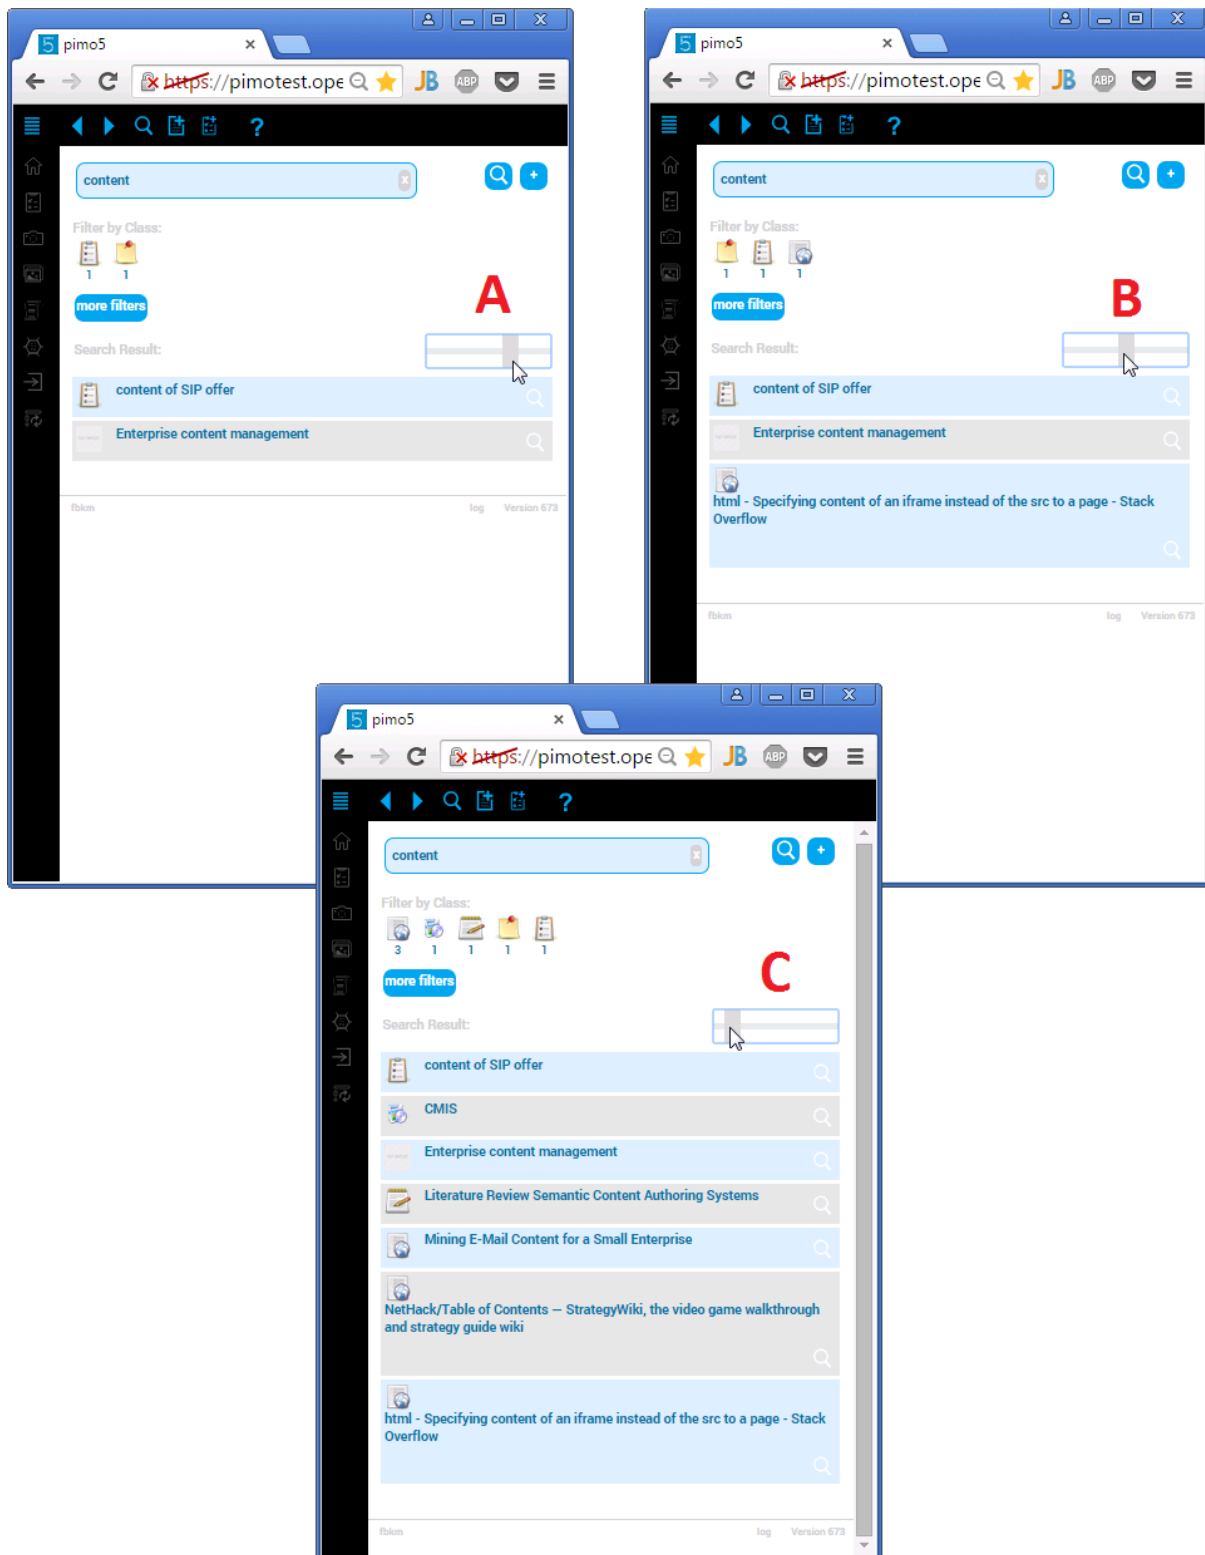 pimo5
https://pimotest.ope
JB ABP
?
content
x
+
Filter by Class:
1 1
more filters
A
Search Result:
content of SIP offer
Enterprise content management
fbkm log Version 673
pimo5
https://pimotest.ope
JB ABP
?
content
x
+
Filter by Class:
1 1 1
more filters
B
Search Result:
content of SIP offer
Enterprise content management
html - Specifying content of an iframe instead of the src to a page - Stack
Overflow
fbkm log Version 673
pimo5
https://pimotest.ope
JB ABP
?
content
x
+
Filter by Class:
3 1 1 1 1
more filters
C
Search Result:
content of SIP offer
CMIS
Enterprise content management
Literature Review Semantic Content Authoring Systems
Mining E-Mail Content for a Small Enterprise
NetHack/Table of Contents — StrategyWiki, the video game walkthrough
and strategy guide wiki
html - Specifying content of an iframe instead of the src to a page - Stack
Overflow
fbkm log Version 673